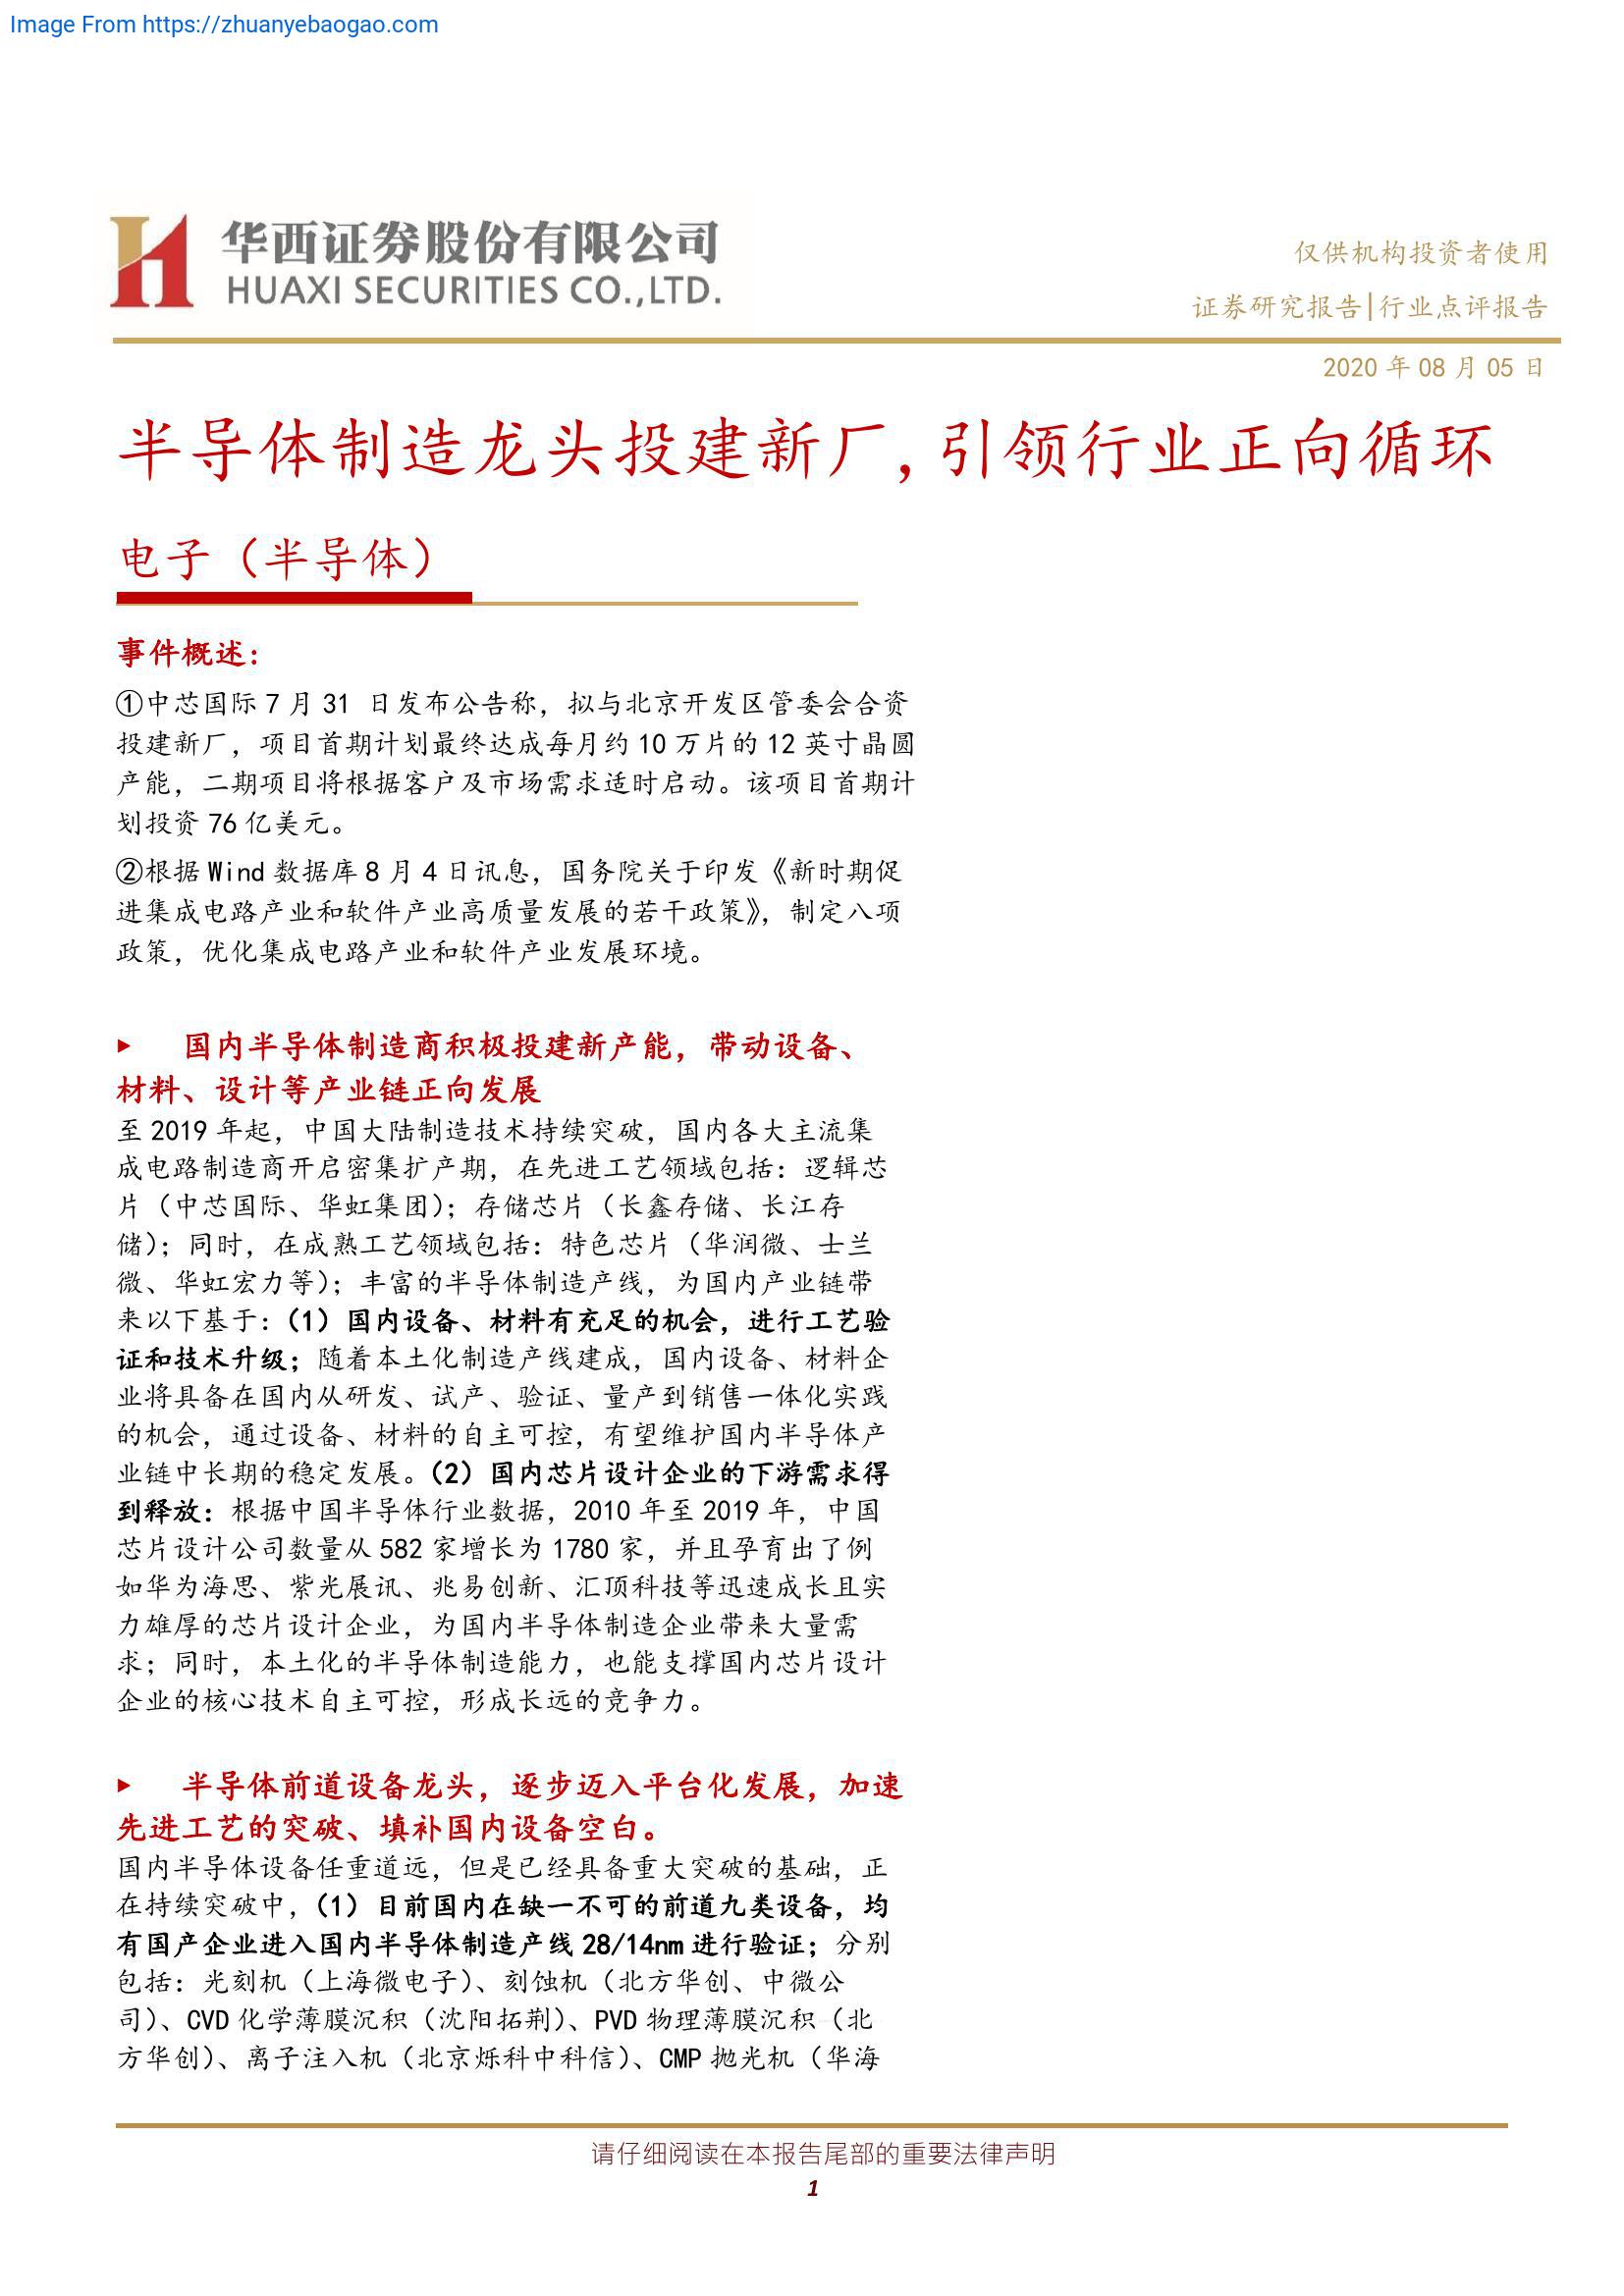 Image From https://zhuanyebaogao.com
华西证券股份有限公司
HUAXI SECURITIES CO.,LTD.
仅供机构投资者使用
证券研究报告|行业点评报告
2020 年 08 月 05 日
半导体制造龙头投建新厂,引领行业正向循环
电子（半导体）
事件概述：
①中芯国际 7 月 31 日发布公告称，拟与北京开发区管委会合资
投建新厂，项目首期计划最终达成每月约 10 万片的 12 英寸晶圆
产能，二期项目将根据客户及市场需求适时启动。该项目首期计
划投资 76 亿美元。
②根据 Wind 数据库 8 月 4 日讯息，国务院关于印发《新时期促
进集成电路产业和软件产业高质量发展的若干政策》，制定八项
政策，优化集成电路产业和软件产业发展环境。
▶ 国内半导体制造商积极投建新产能，带动设备、
材料、设计等产业链正向发展
至 2019 年起，中国大陆制造技术持续突破，国内各大主流集
成电路制造商开启密集扩产期，在先进工艺领域包括：逻辑芯
片（中芯国际、华虹集团）；存储芯片（长鑫存储、长江存
储）；同时，在成熟工艺领域包括：特色芯片（华润微、士兰
微、华虹宏力等）；丰富的半导体制造产线，为国内产业链带
来以下基于：（1）国内设备、材料有充足的机会，进行工艺验
证和技术升级；随着本土化制造产线建成，国内设备、材料企
业将具备在国内从研发、试产、验证、量产到销售一体化实践
的机会，通过设备、材料的自主可控，有望维护国内半导体产
业链中长期的稳定发展。（2）国内芯片设计企业的下游需求得
到释放：根据中国半导体行业数据，2010 年至 2019 年，中国
芯片设计公司数量从 582 家增长为 1780 家，并且孕育出了例
如华为海思、紫光展讯、兆易创新、汇顶科技等迅速成长且实
力雄厚的芯片设计企业，为国内半导体制造企业带来大量需
求；同时，本土化的半导体制造能力，也能支撑国内芯片设计
企业的核心技术自主可控，形成长远的竞争力。
▶ 半导体前道设备龙头，逐步迈入平台化发展，加速
先进工艺的突破、填补国内设备空白。
国内半导体设备任重道远，但是已经具备重大突破的基础，正
在持续突破中，（1）目前国内在缺一不可的前道九类设备，均
有国产企业进入国内半导体制造产线 28/14nm 进行验证；分别
包括：光刻机（上海微电子）、刻蚀机（北方华创、中微公
司）、CVD 化学薄膜沉积（沈阳拓荆）、PVD 物理薄膜沉积（北
方华创）、离子注入机（北京烁科中科信）、CMP 抛光机（华海
请仔细阅读在本报告尾部的重要法律声明
1